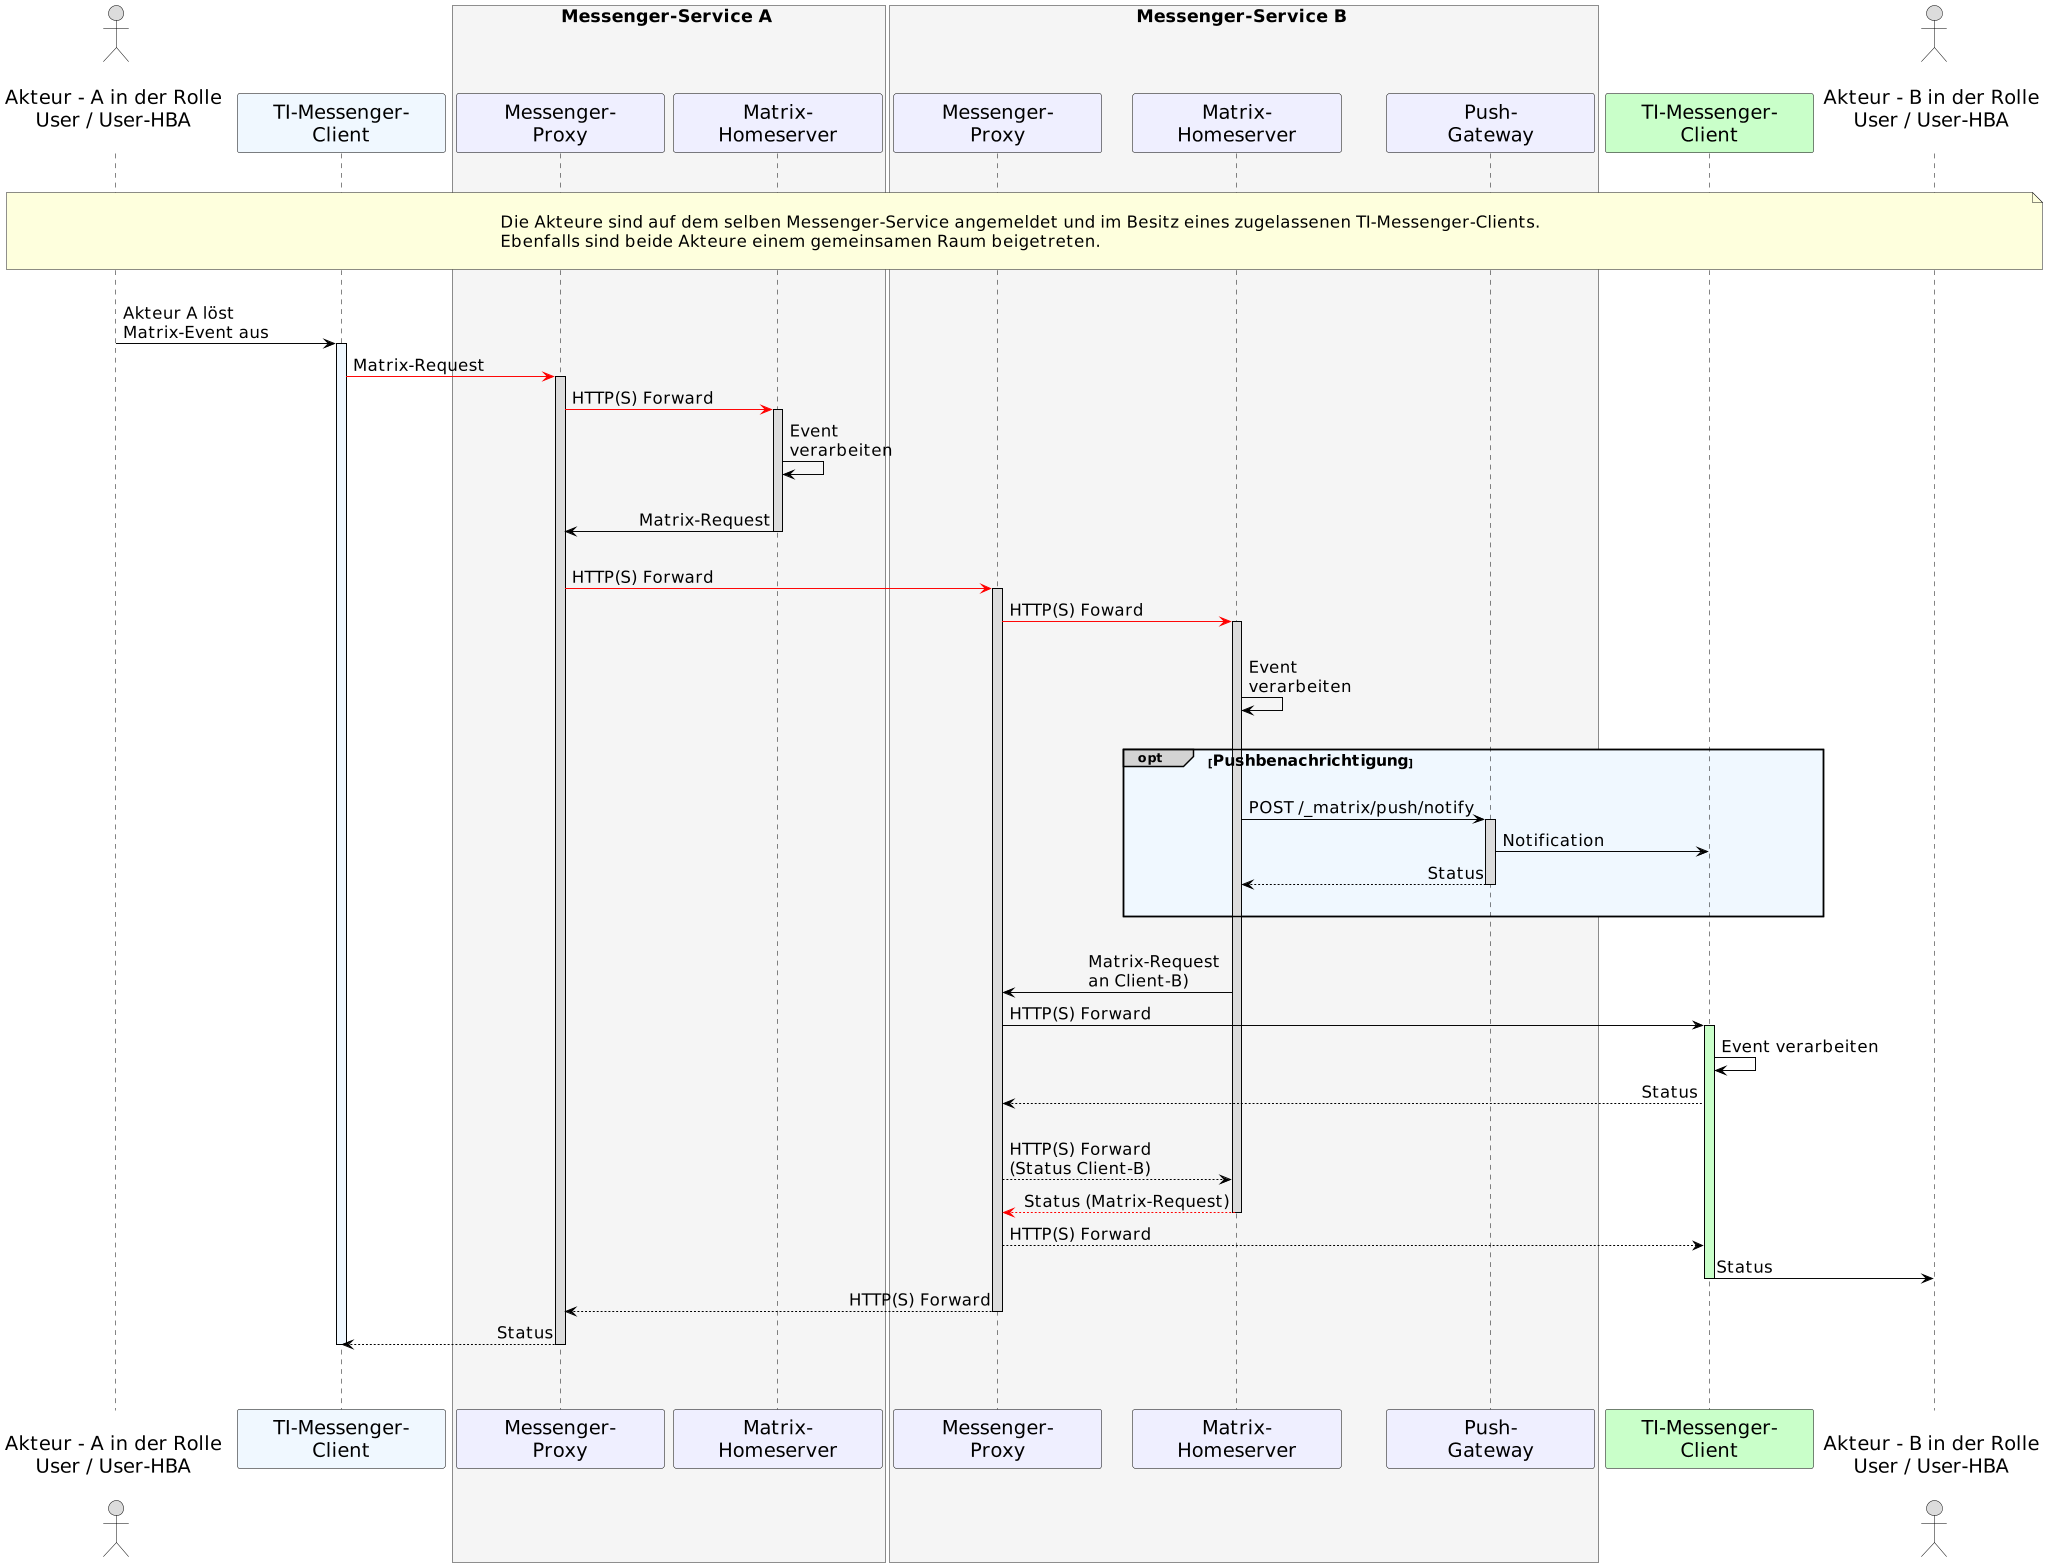 Messenger-Service A
Messenger-Service B
Akteur - A in der Rolle
User / User-HBA
TI-Messenger-
Client
Messenger-
Proxy
Matrix-
Homeserver
Messenger-
Proxy
Matrix-
Homeserver
Push-
Gateway
TI-Messenger-
Client
Akteur - B in der Rolle
User / User-HBA
Die Akteure sind auf dem selben Messenger-Service angemeldet und im Besitz eines zugelassenen TI-Messenger-Clients.
Ebenfalls sind beide Akteure einem gemeinsamen Raum beigetreten.
Akteur A löst
Matrix-Event aus
Matrix-Request
HTTP(S) Forward
Event
verarbeiten
Matrix-Request
HTTP(S) Forward
HTTP(S) Foward
Event
verarbeiten
opt
[Pushbenachrichtigung]
POST /_matrix/push/notify
Notification
Status
Matrix-Request
an Client-B)
HTTP(S) Forward
Event verarbeiten
Status
HTTP(S) Forward
(Status Client-B)
Status (Matrix-Request)
HTTP(S) Forward
Status
HTTP(S) Forward
Status
Akteur - A in der Rolle
User / User-HBA
TI-Messenger-
Client
Messenger-
Proxy
Matrix-
Homeserver
Messenger-
Proxy
Matrix-
Homeserver
Push-
Gateway
TI-Messenger-
Client
Akteur - B in der Rolle
User / User-HBA